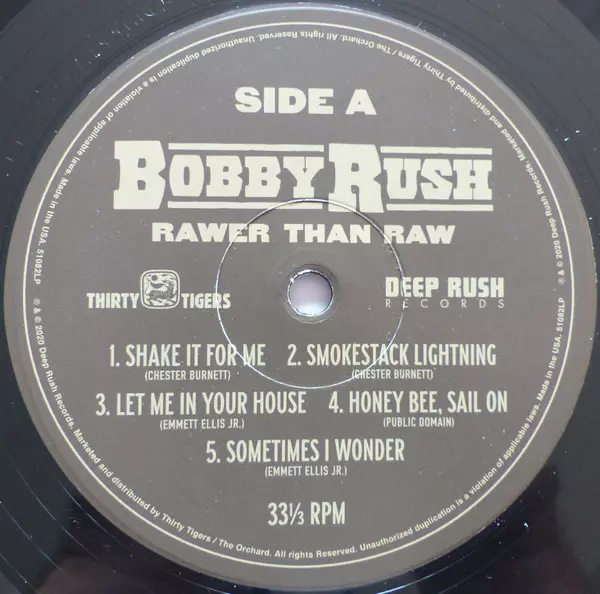 SIDE A
BOBBY RUSH
RAWER THAN RAW
THIRTY TIGERS
DEEP RUSH
RECORDS
1. SHAKE IT FOR ME 2. SMOKESTACK LIGHTNING
(CHESTER BURNETT) (CHESTER BURNETT)
3. LET ME IN YOUR HOUSE 4. HONEY BEE, SAIL ON
(EMMETT ELLIS JR.) (PUBLIC DOMAIN)
5. SOMETIMES I WONDER
(EMMETT ELLIS JR.)
33⅓ RPM
℗ & © 2020 Deep Rush Records. Marketed and distributed by Thirty Tigers / The Orchard. All rights Reserved. Unauthorized duplication is a violation of applicable laws. Made in the USA. 51082LP
℗ & © 2020 Deep Rush Records. Marketed and distributed by Thirty Tigers / The Orchard. All rights Reserved. Unauthorized duplication is a violation of applicable laws. Made in the USA. 51082LP